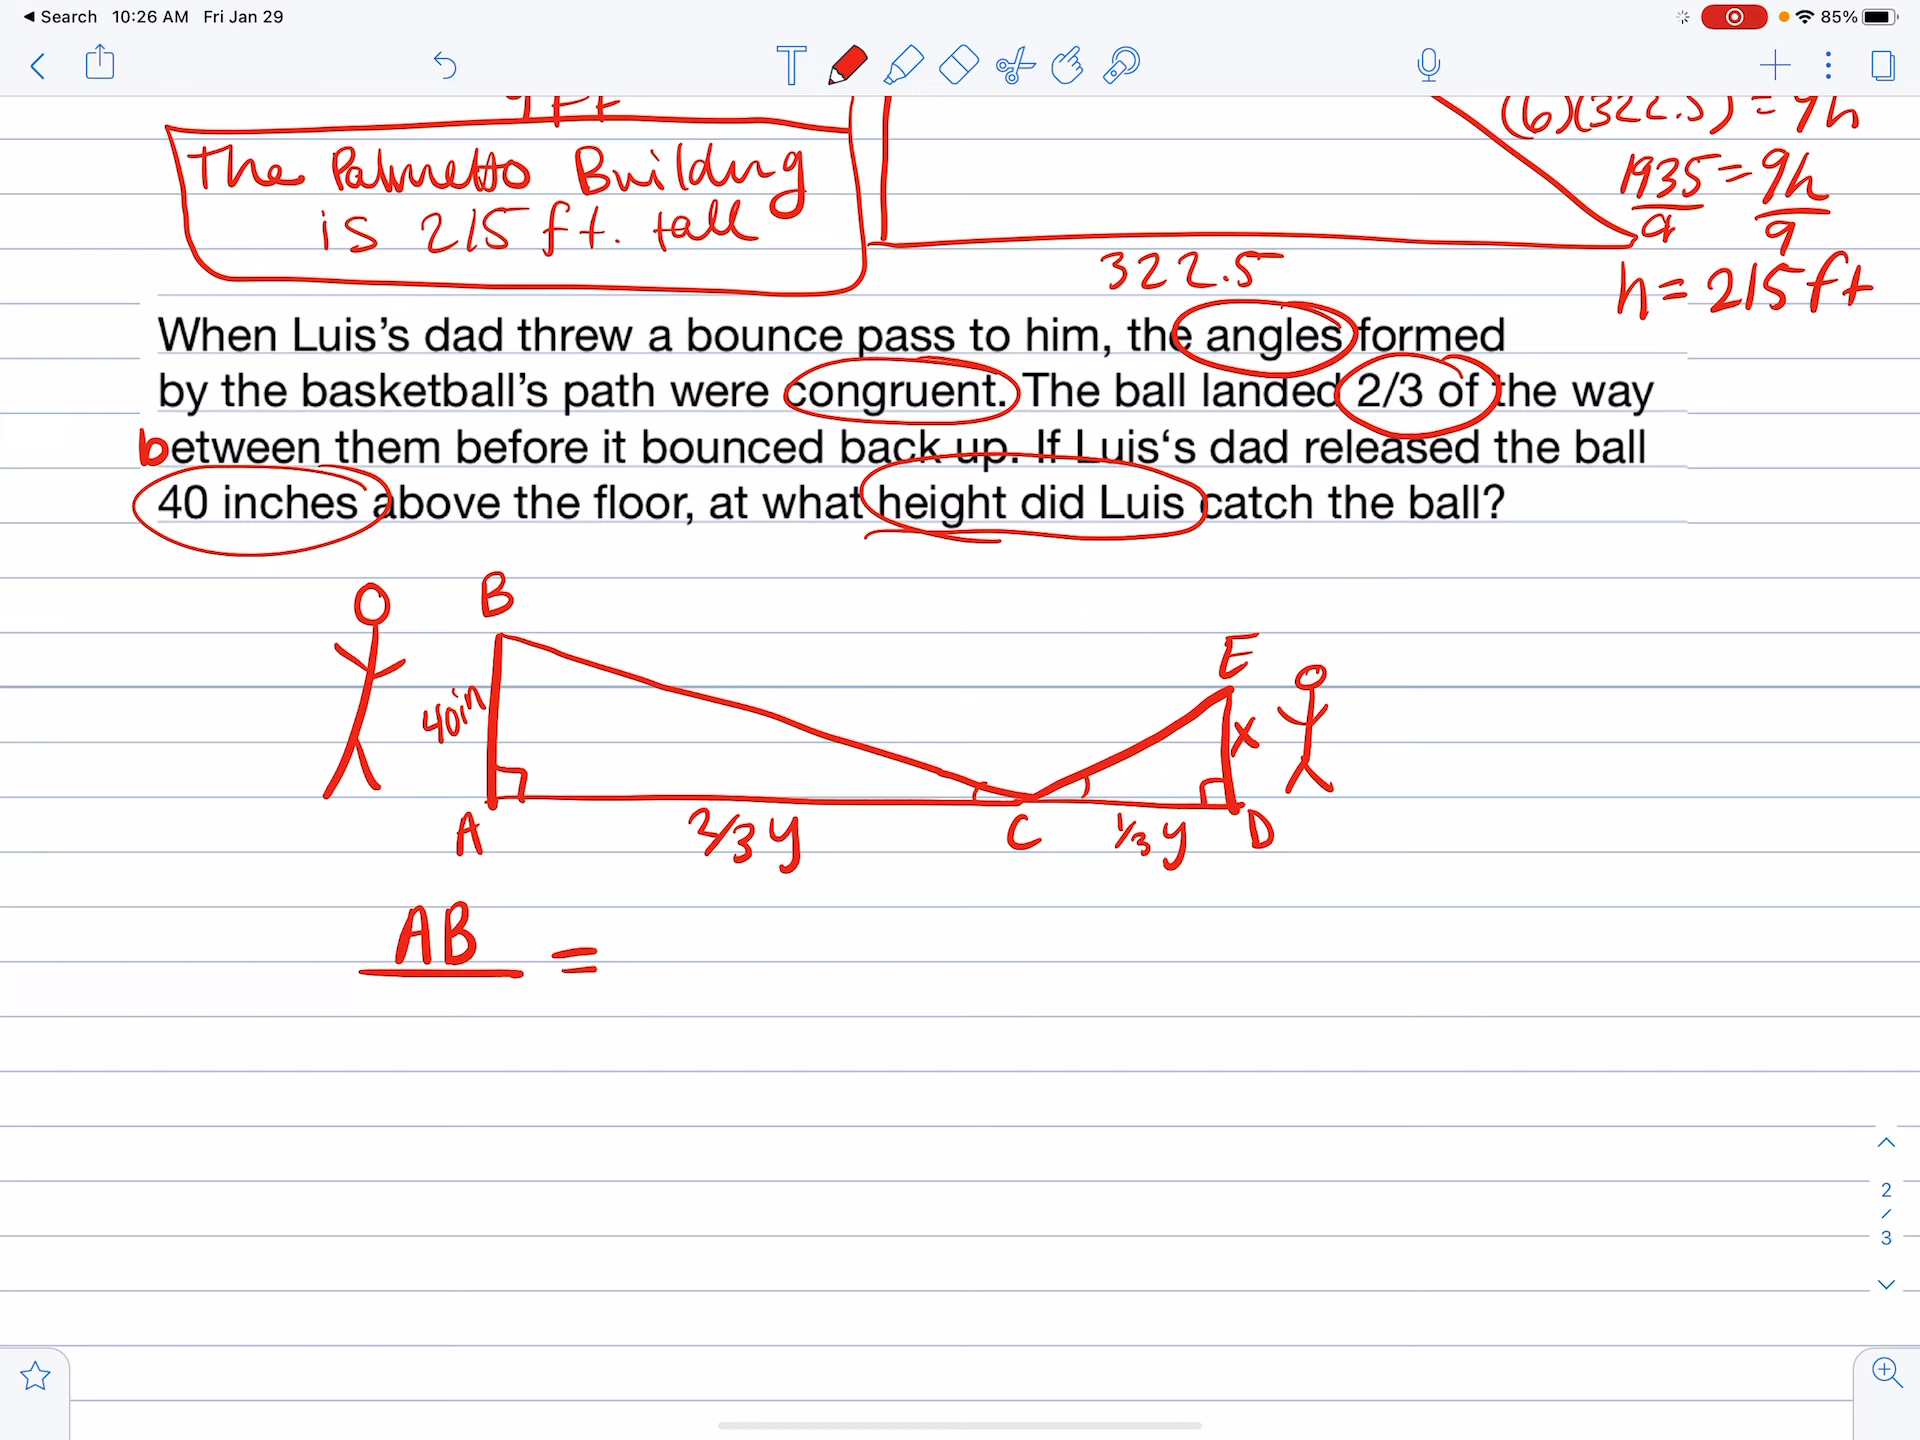 Search 10:26 AM Fri Jan 29 85%
(6)(322.5) = 9h
The Palmetto Building
is 215 ft. tall
1935 = 9h
9 9
322.5
h = 215 ft
When Luis’s dad threw a bounce pass to him, the angles formed
by the basketball’s path were congruent. The ball landed 2/3 of the way
between them before it bounced back up. If Luis‘s dad released the ball
40 inches above the floor, at what height did Luis catch the ball?
B
E
40in
x
A 2/3 y C 1/3 y D
AB =
2
/
3